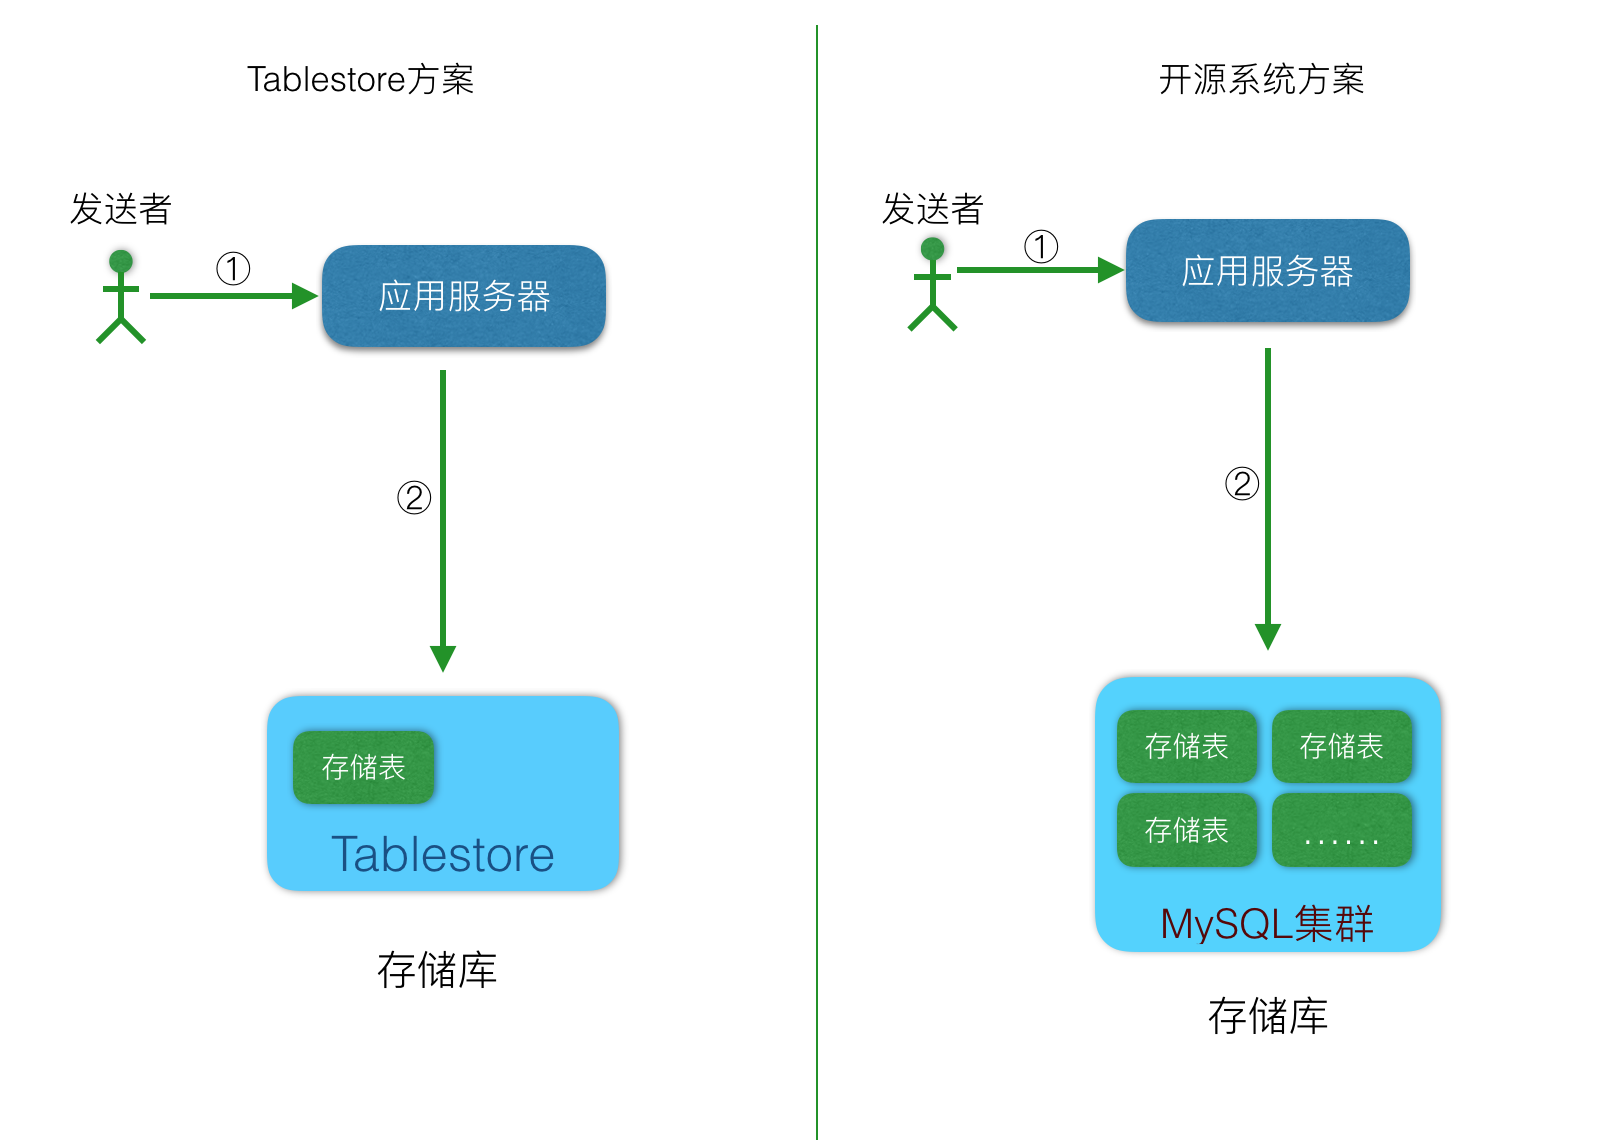 Tablestore方案
发送者
①
应用服务器
②
存储表
Tablestore
存储库
开源系统方案
发送者
①
应用服务器
②
存储表
存储表
存储表
......
MySQL集群
存储库